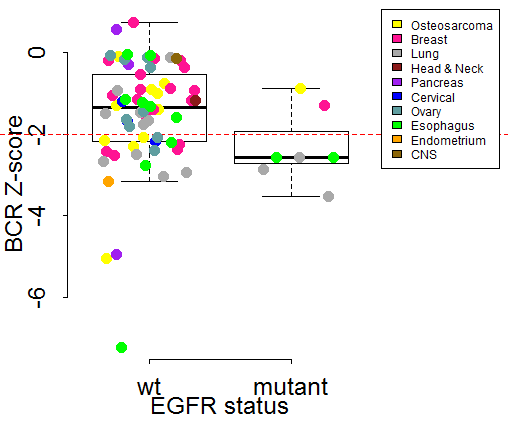 Osteosarcoma
Breast
Lung
Head & Neck
Pancreas
Cervical
Ovary
Esophagus
Endometrium
CNS
0
-2
-4
-6
BCR Z-score
wt
mutant
EGFR status